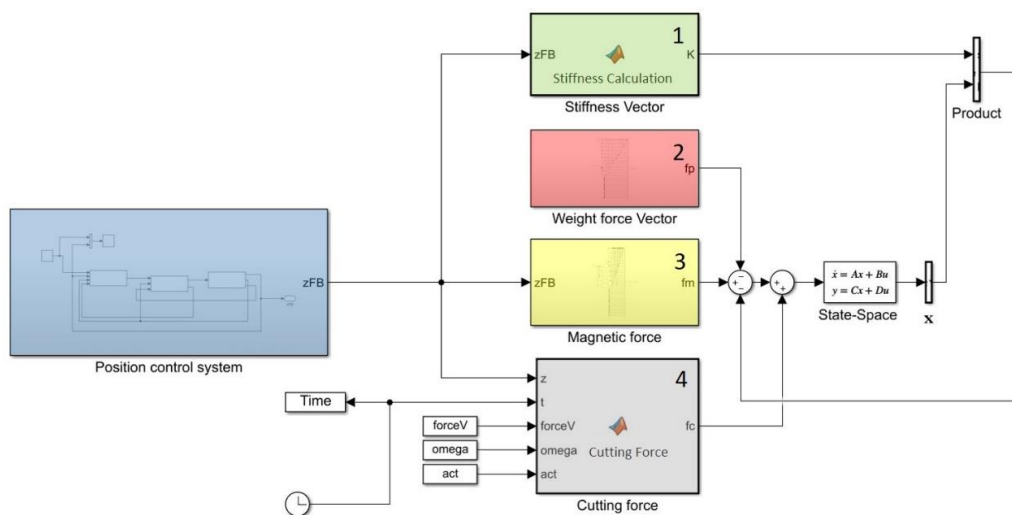 1
zFB
K
Stiffness Calculation
Stiffness Vector
Product
2
fp
Weight force Vector
zFB
3
zFB
fm
Magnetic force
ẋ = Ax + Bu
y = Cx + Du
State-Space
x
Position control system
4
z
Time
t
forceV
forceV
fc
omega
omega
Cutting Force
act
act
Cutting force